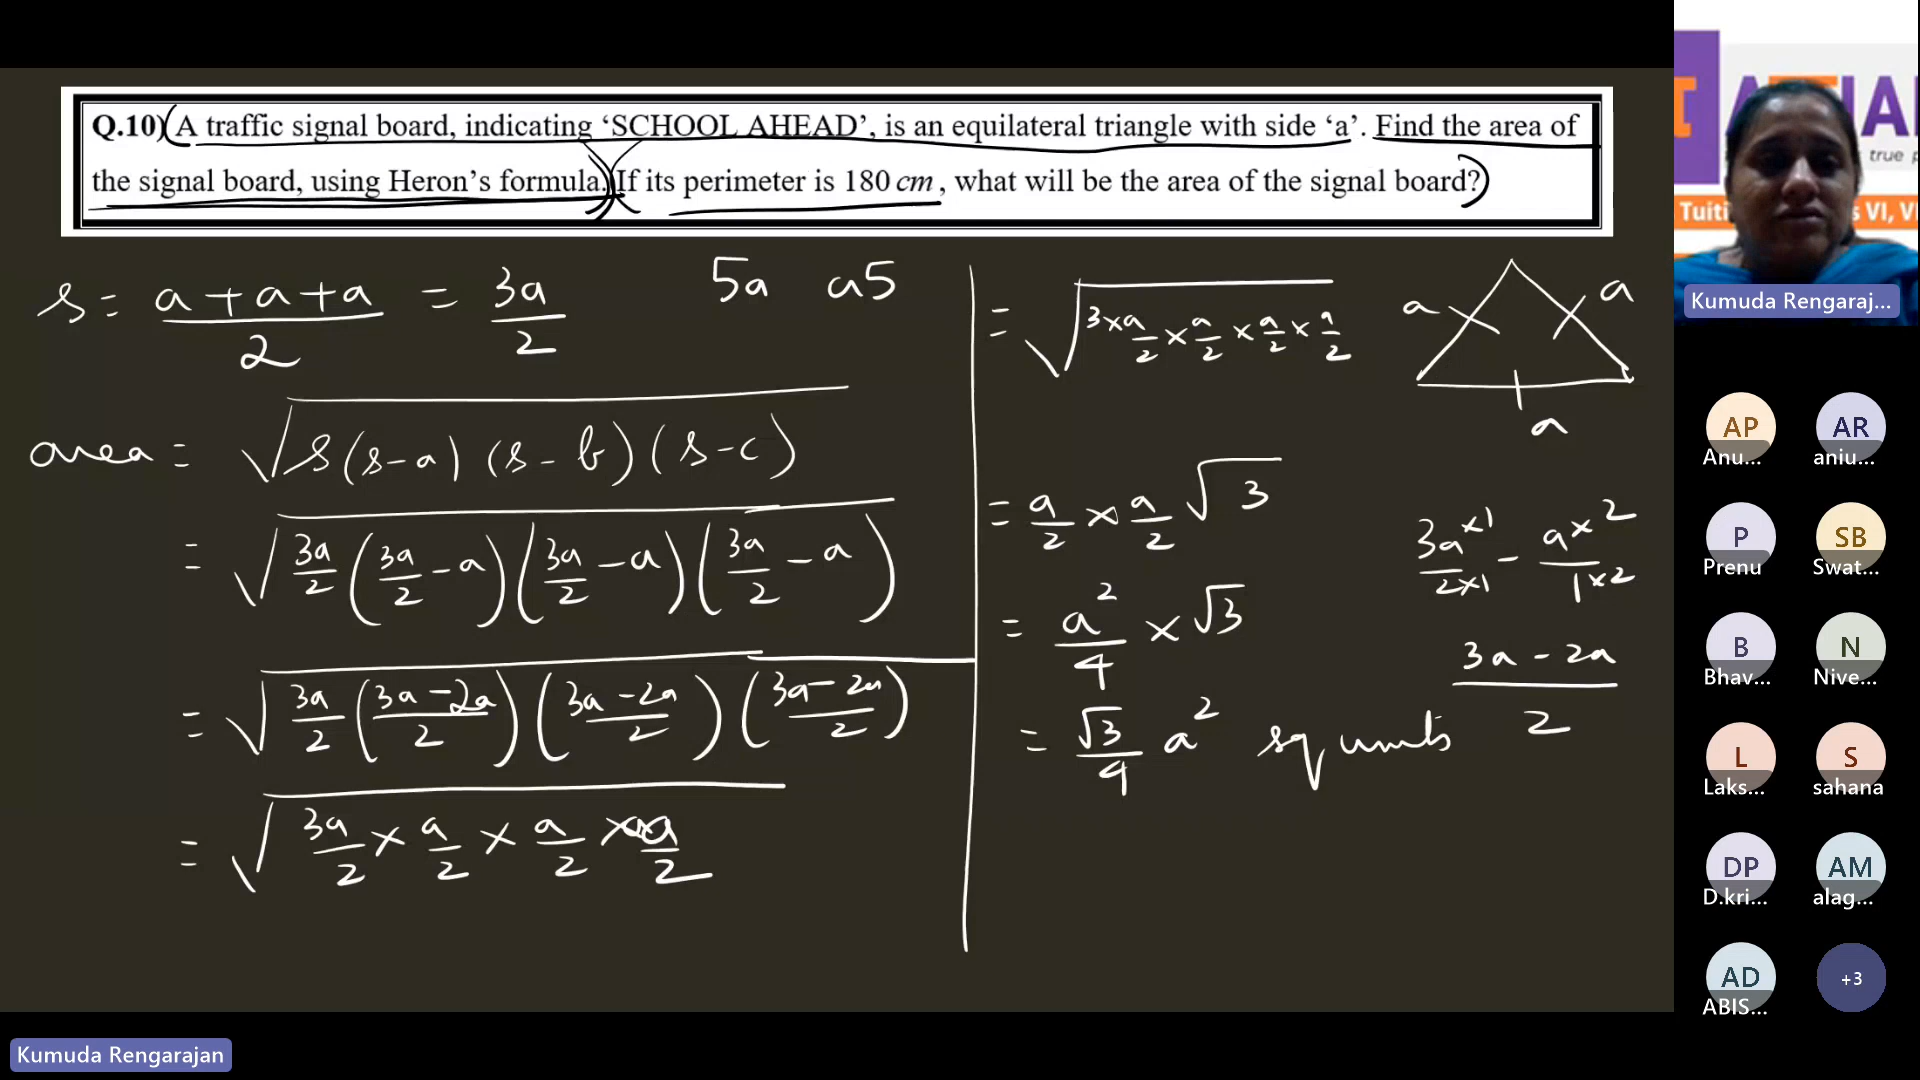 Q.10) A traffic signal board, indicating ‘SCHOOL AHEAD’, is an equilateral triangle with side ‘a’. Find the area of
the signal board, using Heron’s formula. If its perimeter is 180 cm, what will be the area of the signal board?
s = (a + a + a)/2 = 3a/2
5a a5
area = √(s(s-a)(s-b)(s-c))
= √(3a/2 (3a/2 - a)(3a/2 - a)(3a/2 - a))
= √(3a/2 ((3a-2a)/2)((3a-2a)/2)((3a-2a)/2))
= √(3a/2 × a/2 × a/2 × a/2)
= √(3×a/2 × a/2 × a/2 × a/2)
= a/2 × a/2 √3
= a²/4 × √3
= √3/4 a² sq units
a a
a
3a×1/2×1 - a×2/1×2
(3a - 2a)/2
true p
Tuiti s VI, VI
Kumuda Rengaraj...
AP AR
Anu... aniu...
P SB
Prenu Swat...
B N
Bhav... Nive...
L S
Laks... sahana
DP AM
D.kri... alag...
AD +3
ABIS...
Kumuda Rengarajan